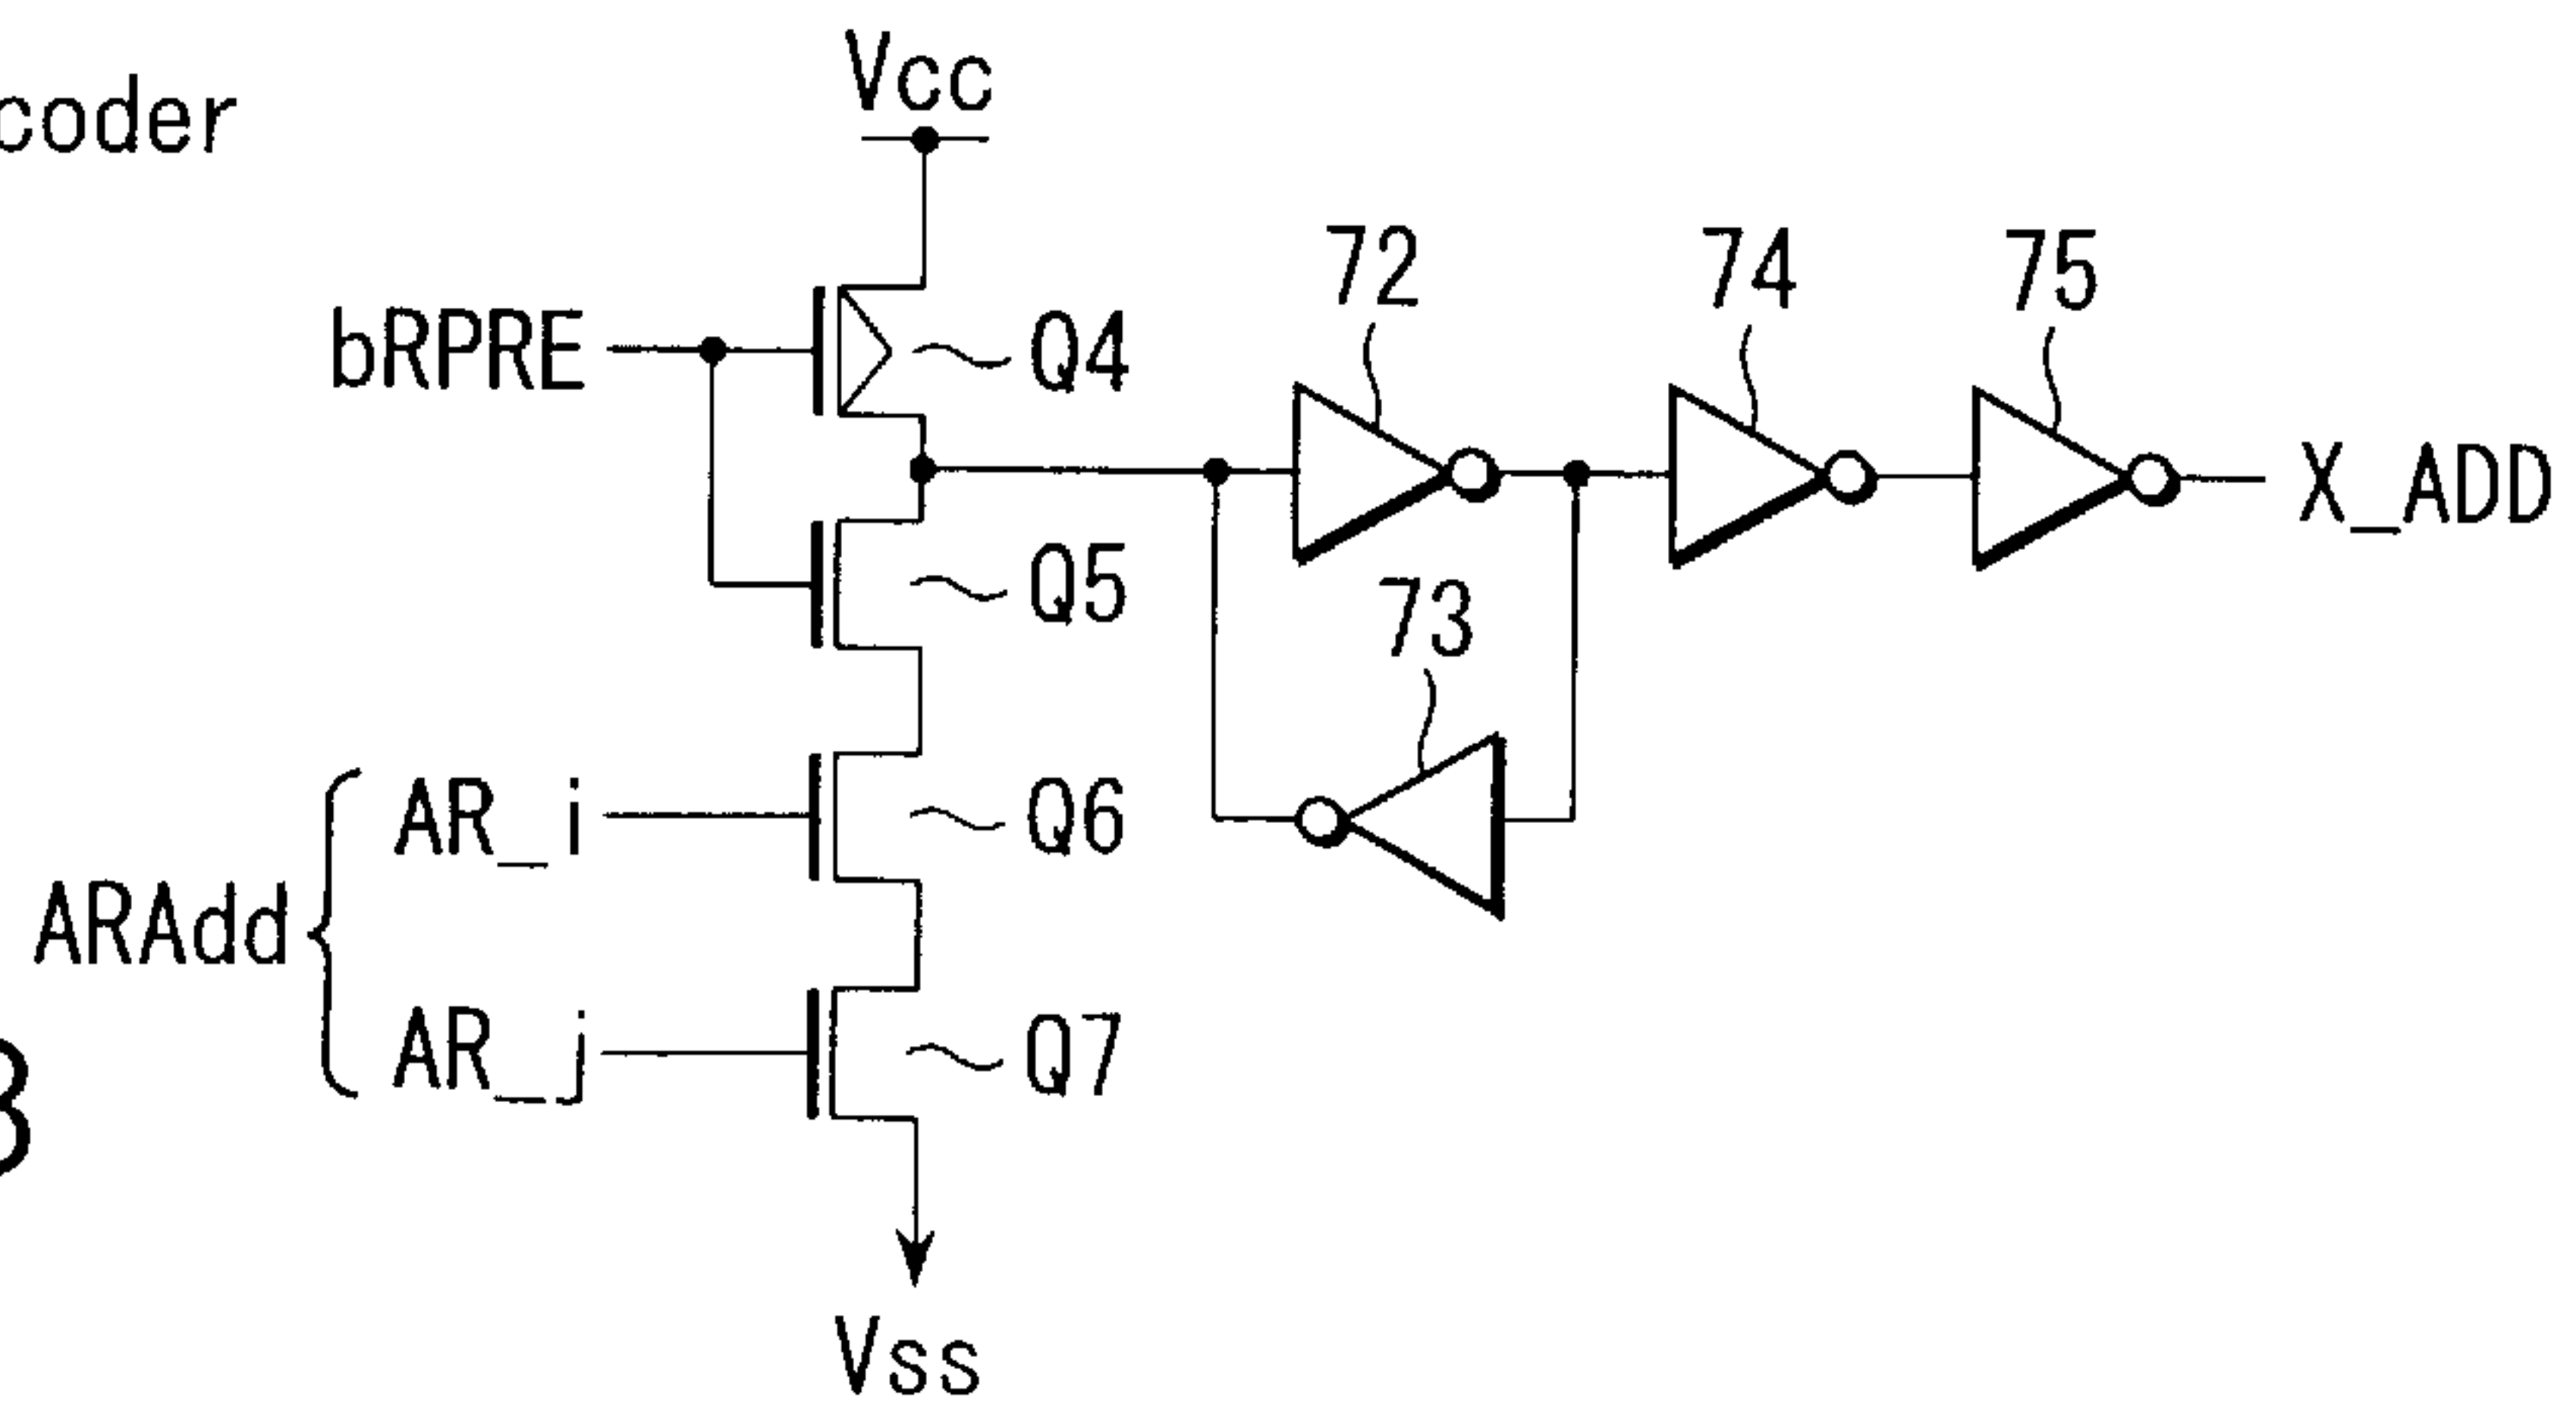 coder
Vcc
bRPRE
Q4
72
74
75
X_ADD
Q5
73
AR_i
Q6
ARAdd
AR_j
Q7
Vss